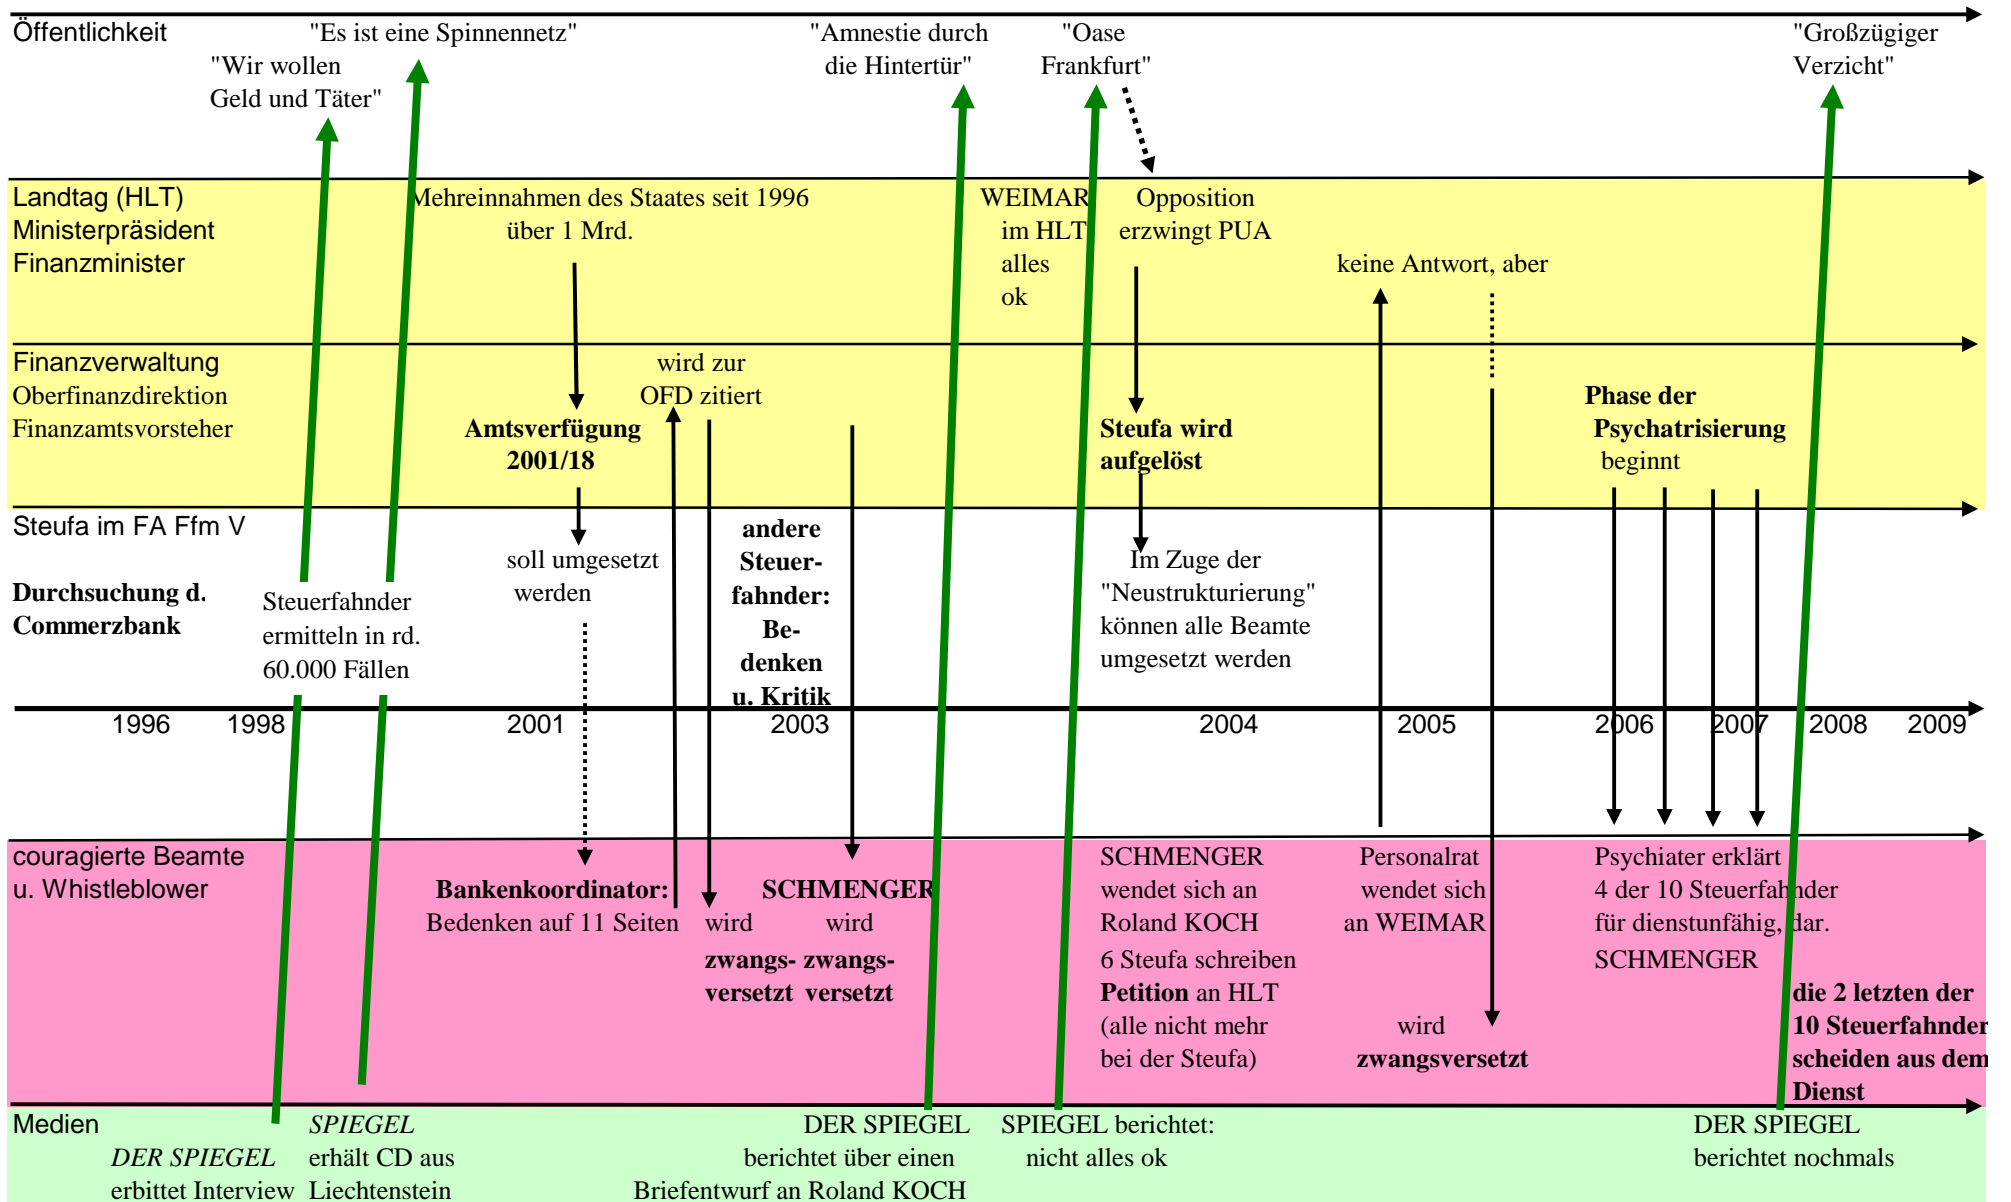 Öffentlichkeit
"Es ist eine Spinnennetz"
"Wir wollen
Geld und Täter"
"Amnestie durch
die Hintertür"
"Oase
Frankfurt"
"Großzügiger
Verzicht"
Landtag (HLT)
Ministerpräsident
Finanzminister
Mehreinnahmen des Staates seit 1996
über 1 Mrd.
WEIMAR
im HLT
alles
ok
Opposition
erzwingt PUA
keine Antwort, aber
Finanzverwaltung
Oberfinanzdirektion
Finanzamtsvorsteher
wird zur
OFD zitiert
Amtsverfügung
2001/18
Steufa wird
aufgelöst
Phase der
Psychatrisierung
beginnt
Steufa im FA Ffm V
Durchsuchung d.
Commerzbank
Steuerfahnder
ermitteln in rd.
60.000 Fällen
soll umgesetzt
werden
andere
Steuer-
fahnder:
Be-
denken
u. Kritik
Im Zuge der
"Neustrukturierung"
können alle Beamte
umgesetzt werden
1996 1998 2001 2003 2004 2005 2006 2007 2008 2009
couragierte Beamte
u. Whistleblower
Bankenkoordinator:
Bedenken auf 11 Seiten
wird
zwangs-
versetzt
SCHMENGER
wird
zwangs-
versetzt
SCHMENGER
wendet sich an
Roland KOCH
6 Steufa schreiben
Petition an HLT
(alle nicht mehr
bei der Steufa)
Personalrat
wendet sich
an WEIMAR
wird
zwangsversetzt
Psychiater erklärt
4 der 10 Steuerfahnder
für dienstunfähig, dar.
SCHMENGER
die 2 letzten der
10 Steuerfahnder
scheiden aus dem
Dienst
Medien
DER SPIEGEL
erbittet Interview
SPIEGEL
erhält CD aus
Liechtenstein
DER SPIEGEL
berichtet über einen
Briefentwurf an Roland KOCH
SPIEGEL berichtet:
nicht alles ok
DER SPIEGEL
berichtet nochmals